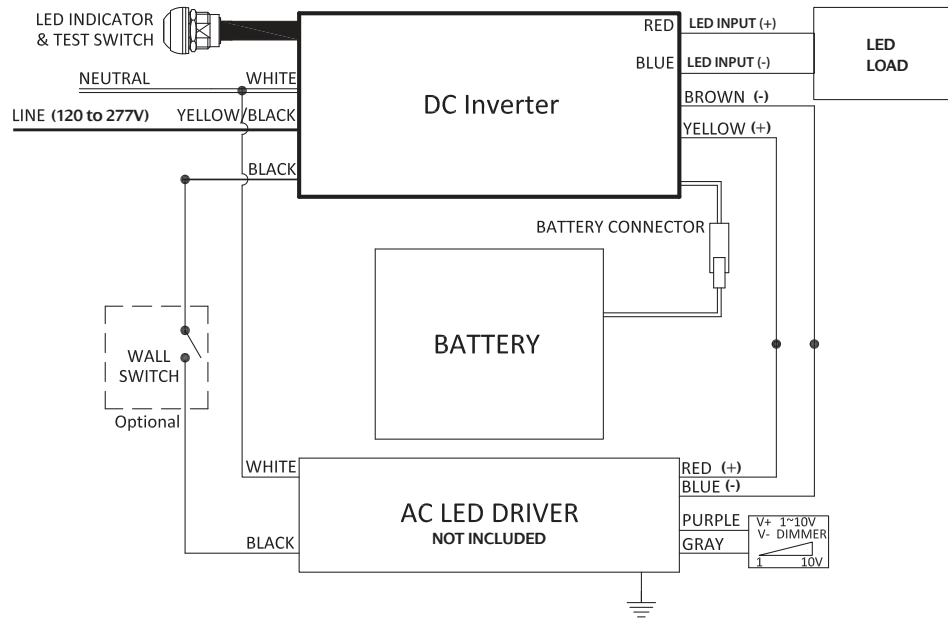 LED INDICATOR
& TEST SWITCH
NEUTRAL
WHITE
LINE (120 to 277V)
YELLOW/BLACK
BLACK
DC Inverter
RED
LED INPUT (+)
BLUE
LED INPUT (-)
LED
LOAD
BROWN (-)
YELLOW (+)
BATTERY CONNECTOR
BATTERY
WALL
SWITCH
Optional
WHITE
BLACK
AC LED DRIVER
NOT INCLUDED
RED (+)
BLUE (-)
PURPLE
GRAY
V+ 1~10V
V- DIMMER
1 10V